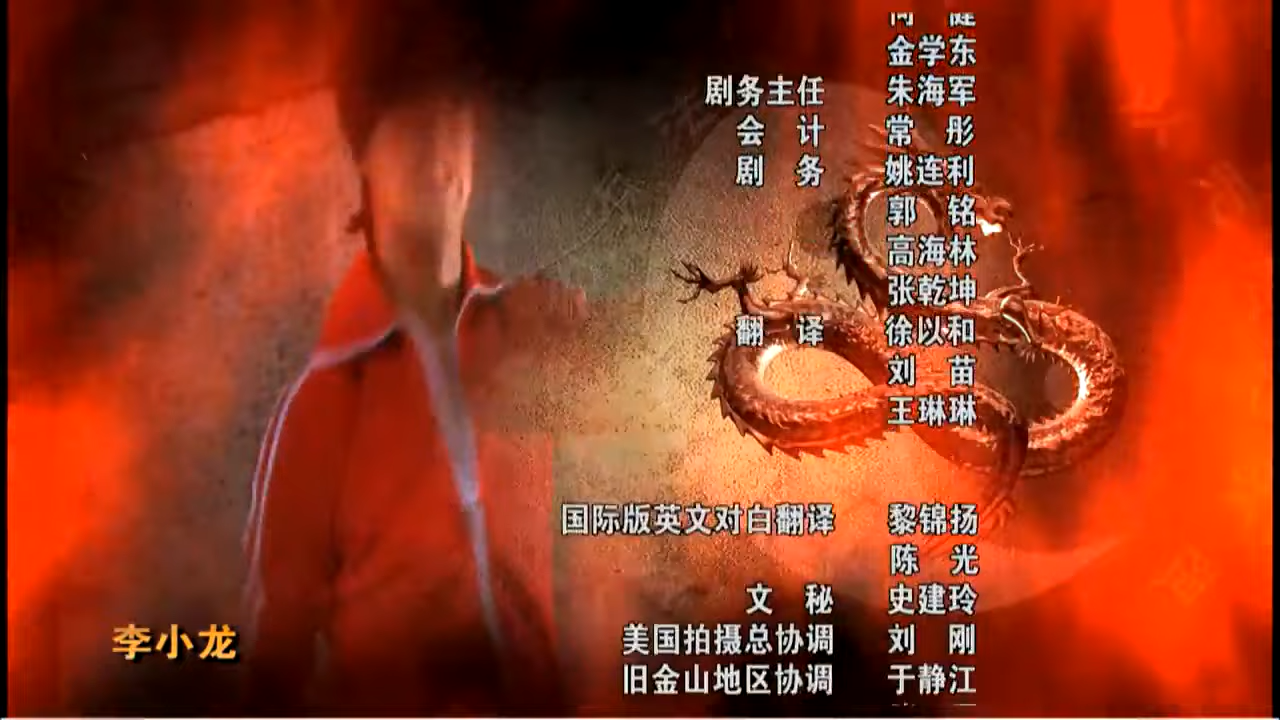 金学东
剧务主任 朱海军
会 计 常 彤
剧 务 姚连利
郭 铭
高海林
张乾坤
翻 译 徐以和
刘 苗
王琳琳
国际版英文对白翻译 黎锦扬
陈 光
文 秘 史建玲
美国拍摄总协调 刘 刚
旧金山地区协调 于静江
李小龙